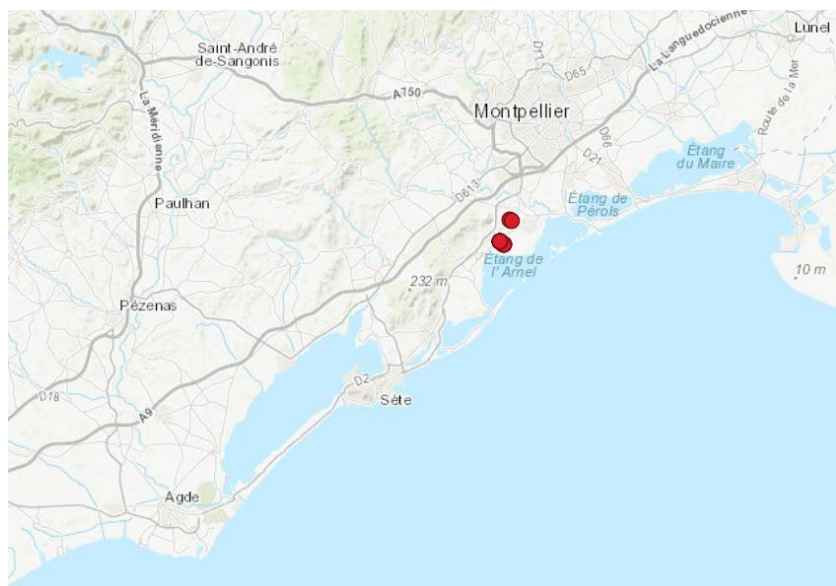 Lunel
Saint-André
de-Sangonis
D65
La Languedocienne
A750
Montpellier
Route de la Mer
La Méridienne
D66
D21
Étang
du Maire
D613
Paulhan
Étang de
Pérols
Étang de
l' Arnel
232 m
10 m
Pézenas
D2
D18
A9
Sète
Agde